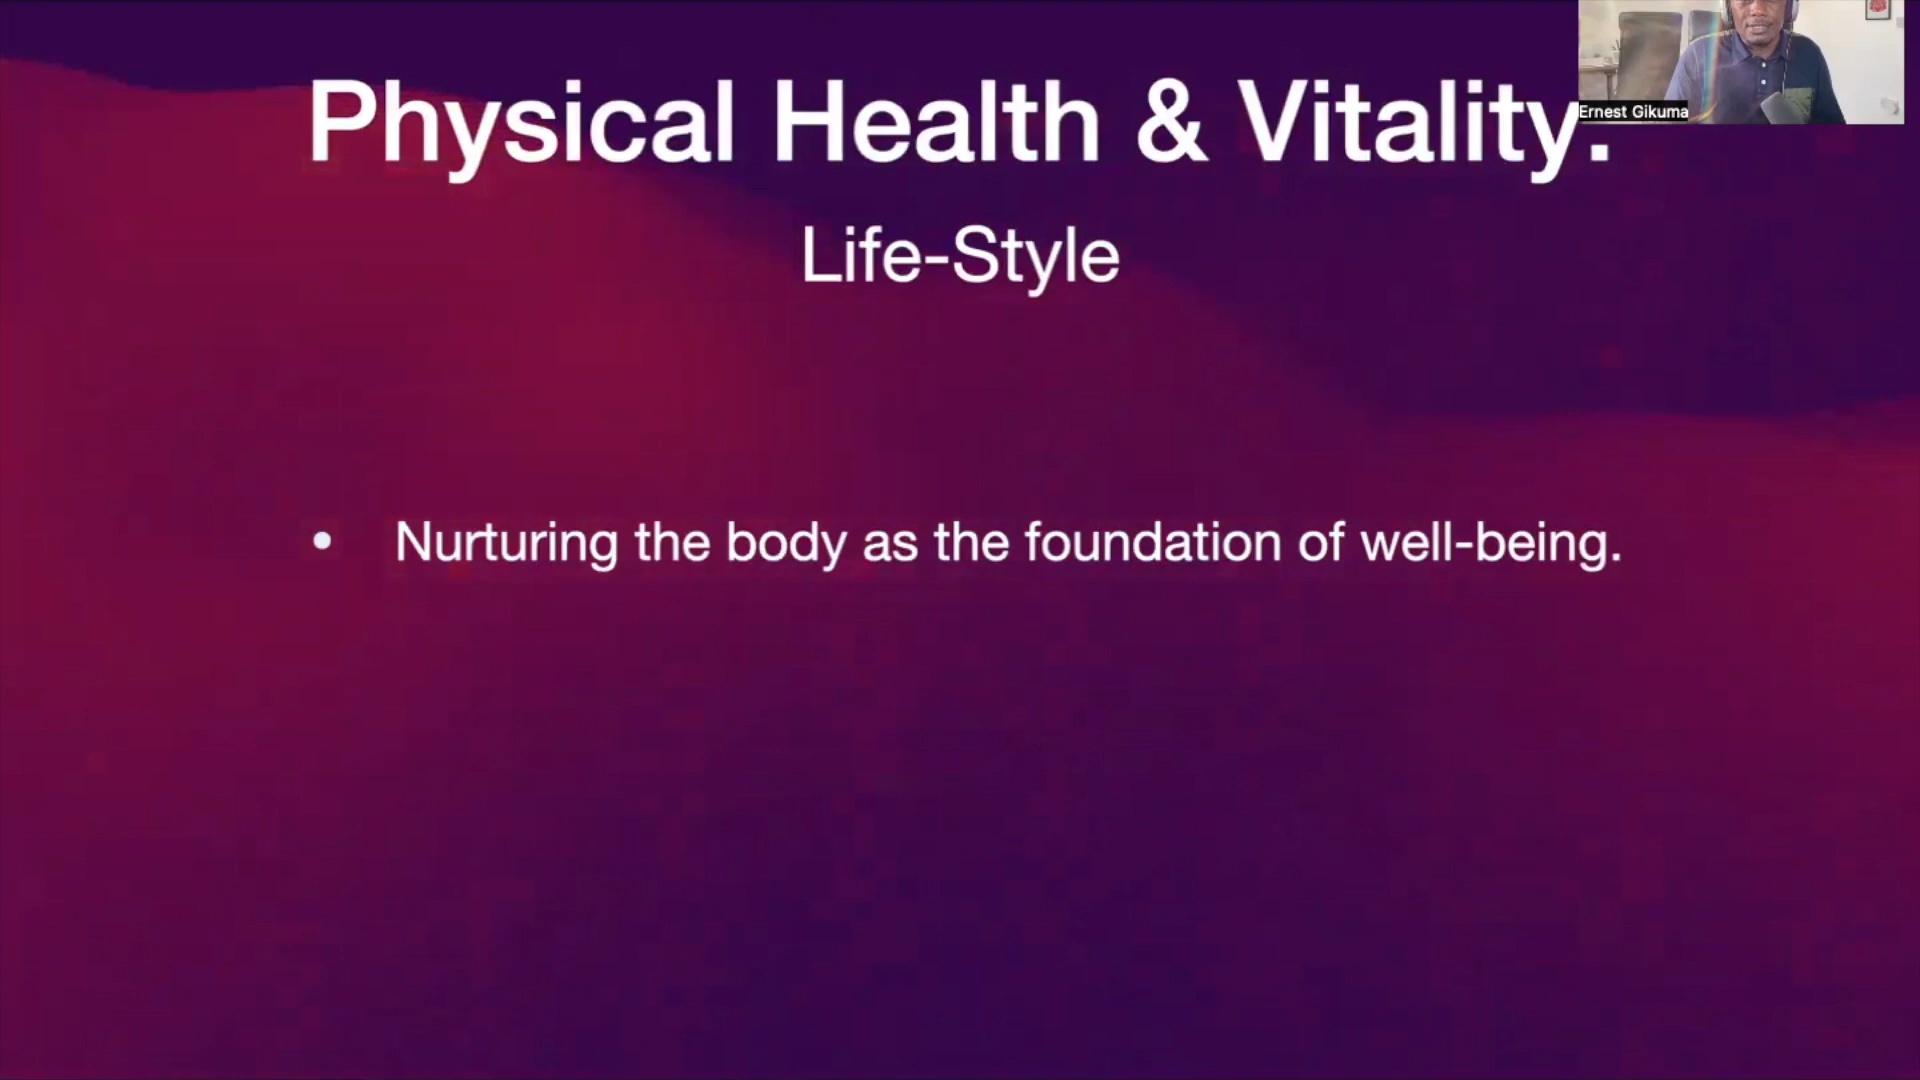 Physical Health & Vitality.
Ernest Gikuma
Life-Style
• Nurturing the body as the foundation of well-being.